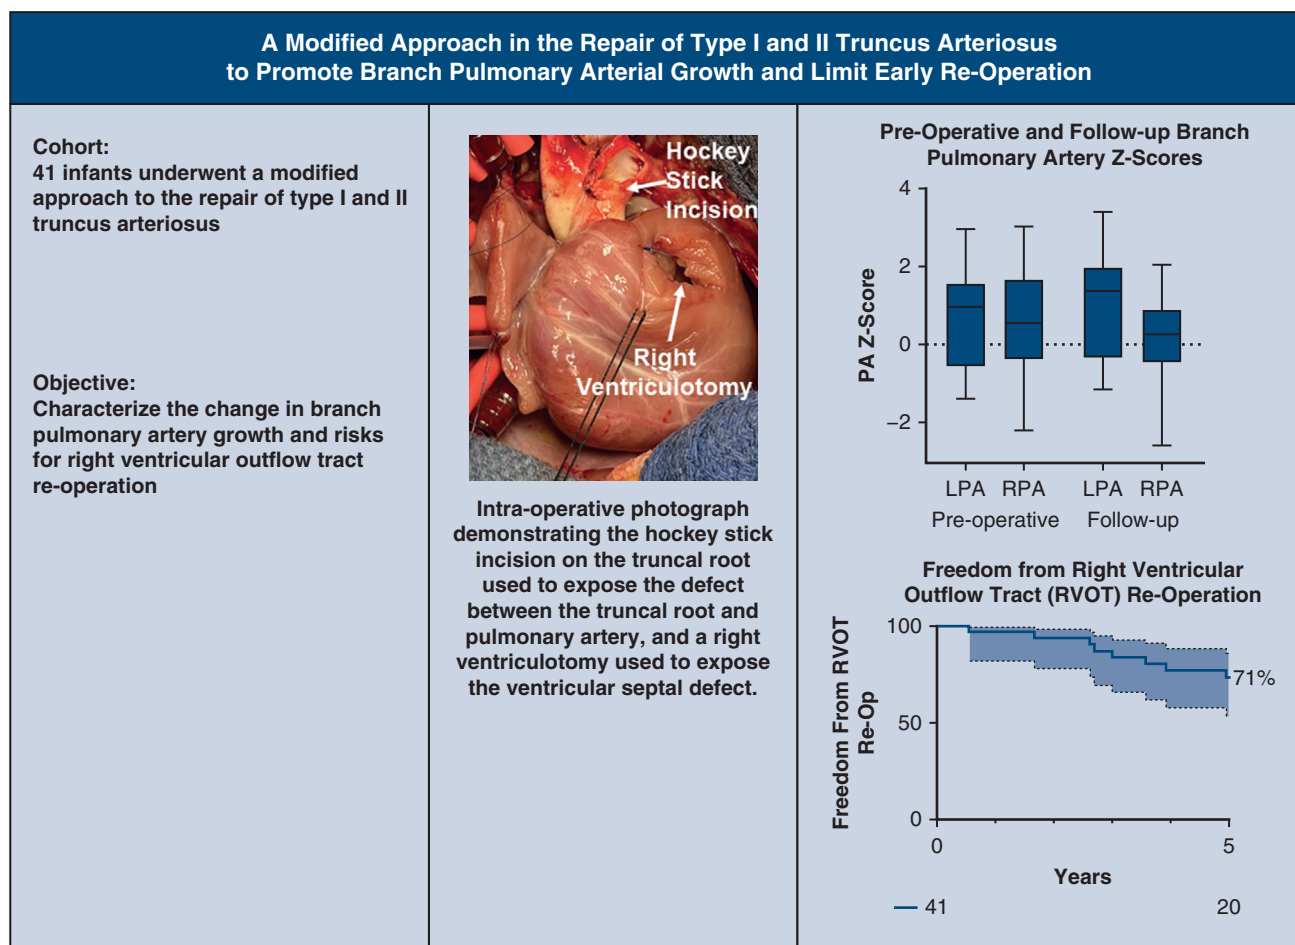 A Modified Approach in the Repair of Type I and II Truncus Arteriosus
to Promote Branch Pulmonary Arterial Growth and Limit Early Re-Operation
Cohort:
41 infants underwent a modified
approach to the repair of type I and II
truncus arteriosus
Objective:
Characterize the change in branch
pulmonary artery growth and risks
for right ventricular outflow tract
re-operation
Hockey
Stick
Incision
Right
Ventriculotomy
Intra-operative photograph
demonstrating the hockey stick
incision on the truncal root
used to expose the defect
between the truncal root and
pulmonary artery, and a right
ventriculotomy used to expose
the ventricular septal defect.
Pre-Operative and Follow-up Branch
Pulmonary Artery Z-Scores
PA Z-Score
4
2
0
−2
LPA RPA LPA RPA
Pre-operative Follow-up
Freedom from Right Ventricular
Outflow Tract (RVOT) Re-Operation
Freedom From RVOT
Re-Op
100
50
0
71%
0 5
Years
41 20